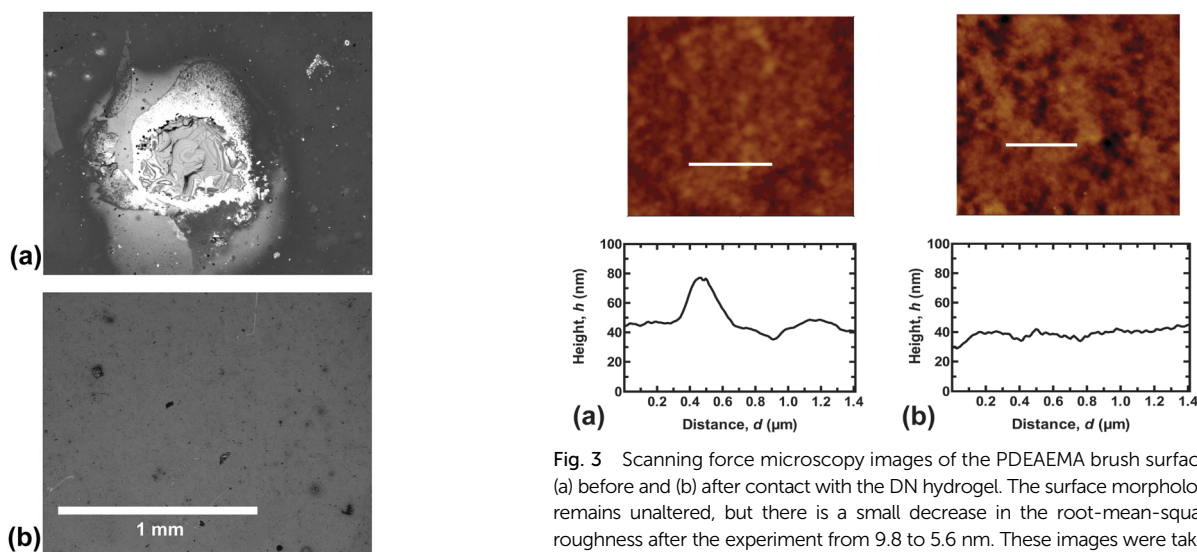 (a)
(b)
1 mm
100
80
60
40
20
0
Height, h (nm)
0.2 0.4 0.6 0.8 1.0 1.2 1.4
(a)
Distance, d (µm)
100
80
60
40
20
0
Height, h (nm)
0.2 0.4 0.6 0.8 1.0 1.2 1.4
(b)
Distance, d (µm)
Fig. 3 Scanning force microscopy images of the PDEAEMA brush surfac
(a) before and (b) after contact with the DN hydrogel. The surface morpholo
remains unaltered, but there is a small decrease in the root-mean-squa
roughness after the experiment from 9.8 to 5.6 nm. These images were tak